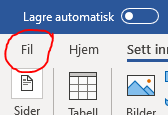 Lagre automatisk
Fil Hjem Sett inn
Sider Tabell Bilder